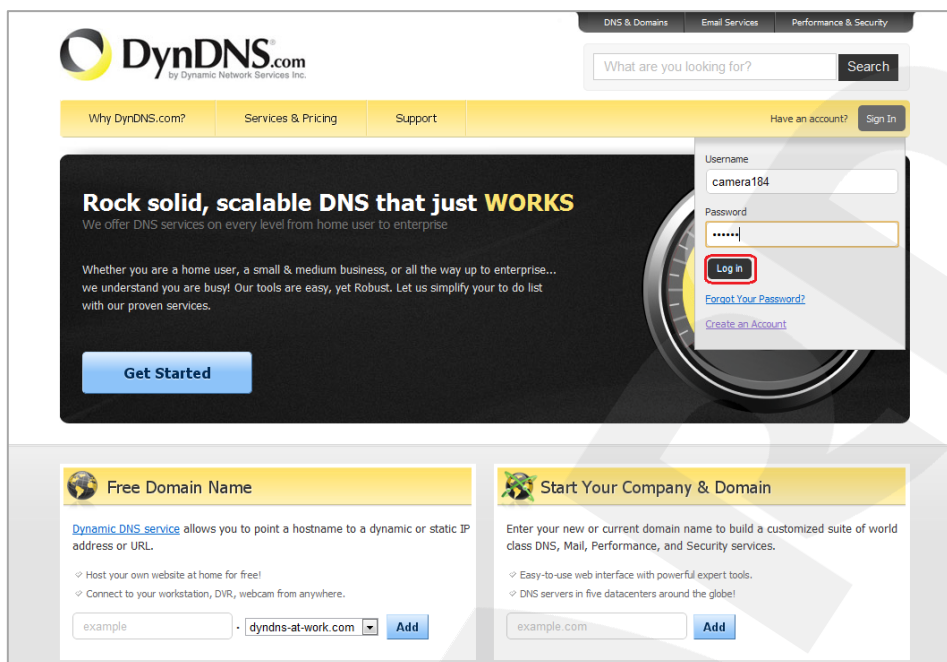 DNS & Domains
Email Services
Performance & Security
DynDNS.com
by Dynamic Network Services Inc.
What are you looking for?
Search
Why DynDNS.com?
Services & Pricing
Support
Have an account?
Sign In
Username
camera184
Password
••••••
Log in
Forgot Your Password?
Create an Account
Rock solid, scalable DNS that just WORKS
We offer DNS services on every level from home user to enterprise
Whether you are a home user, a small & medium business, or all the way up to enterprise...
we understand you are busy! Our tools are easy, yet Robust. Let us simplify your to do list
with our proven services.
Get Started
Free Domain Name
Dynamic DNS service allows you to point a hostname to a dynamic or static IP
address or URL.
Host your own website at home for free!
Connect to your workstation, DVR, webcam from anywhere.
example . dyndns-at-work.com Add
Start Your Company & Domain
Enter your new or current domain name to build a customized suite of world
class DNS, Mail, Performance, and Security services.
Easy-to-use web interface with powerful expert tools.
DNS servers in five datacenters around the globe!
example.com Add